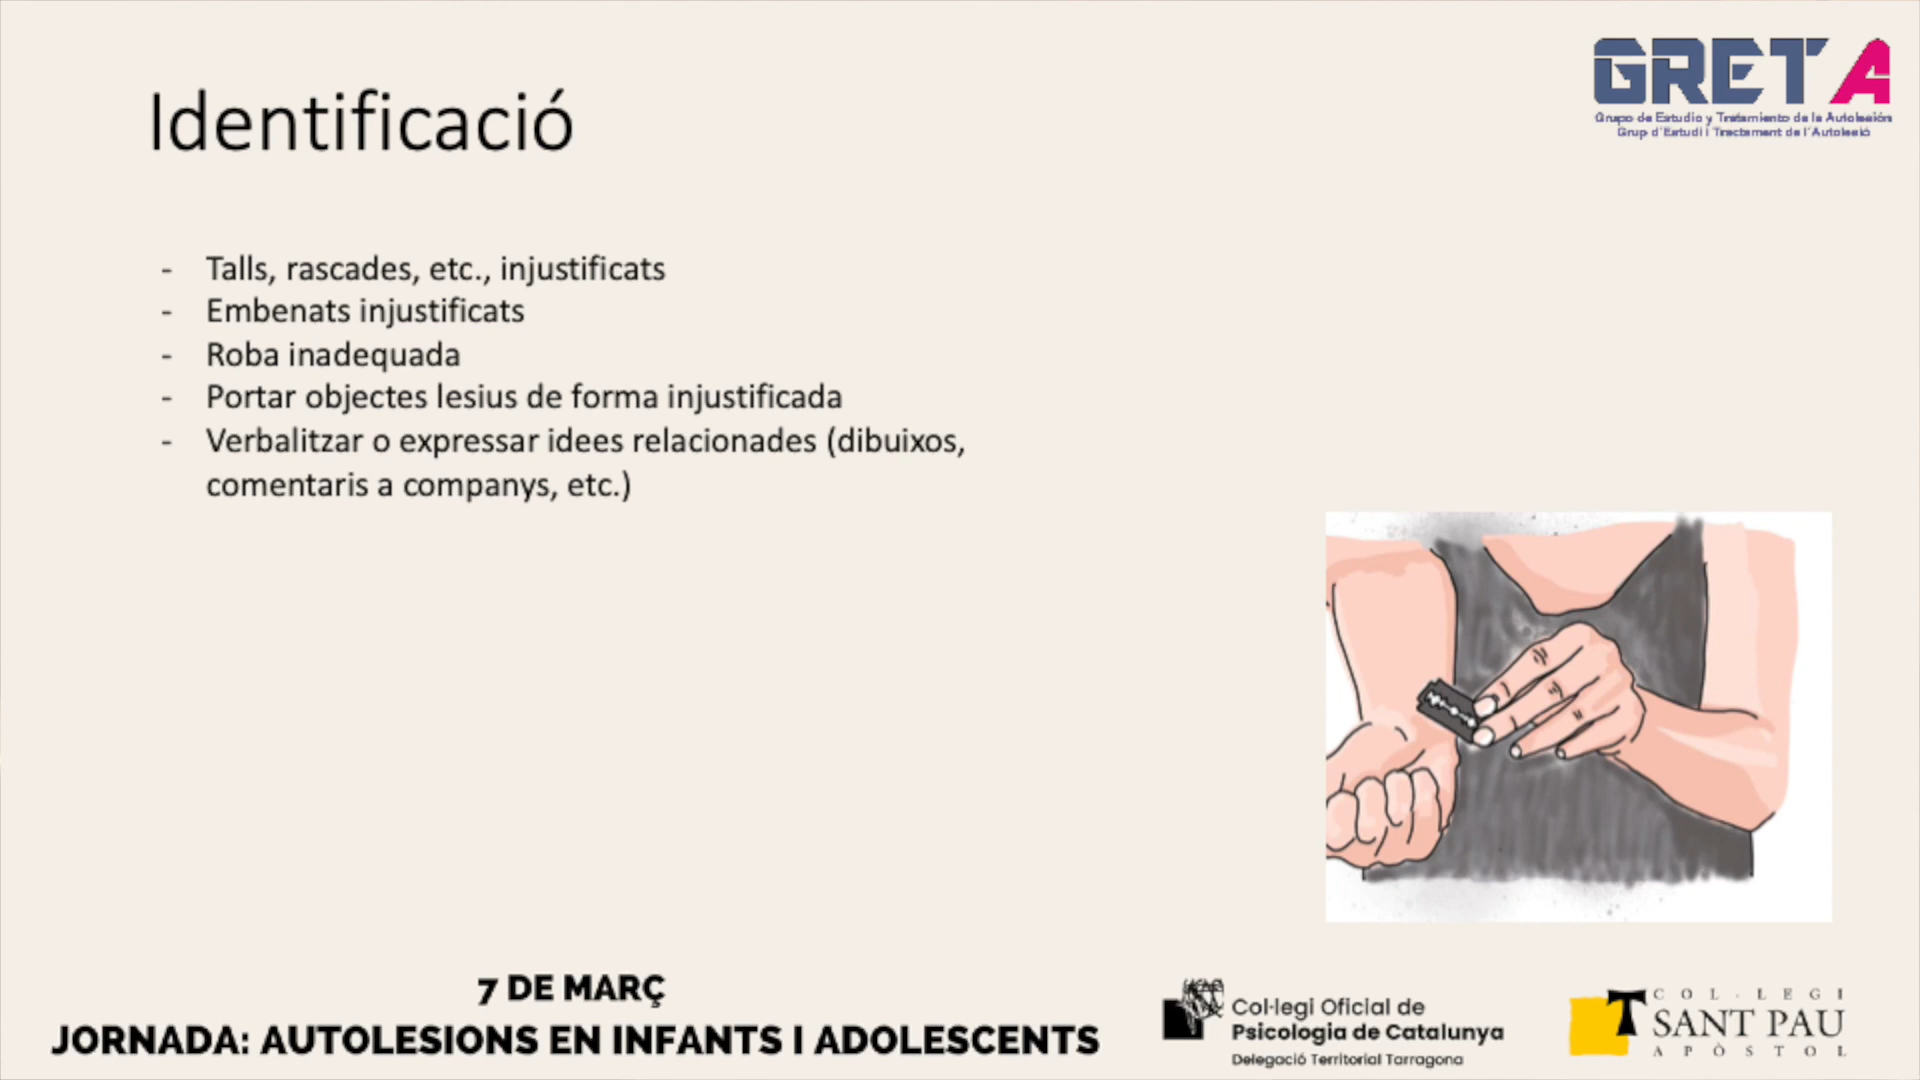 GRETA
Grupo de Estudio y Tratamiento de la Autolesión
Grup d'Estudi i Tractament de l'Autolesió
Identificació
- Talls, rascades, etc., injustificats
- Embenats injustificats
- Roba inadequada
- Portar objectes lesius de forma injustificada
- Verbalitzar o expressar idees relacionades (dibuixos,
comentaris a companys, etc.)
7 DE MARÇ
JORNADA: AUTOLESIONS EN INFANTS I ADOLESCENTS
Col·legi Oficial de
Psicologia de Catalunya
Delegació Territorial Tarragona
COL·LEGI
SANT PAU
APÒSTOL